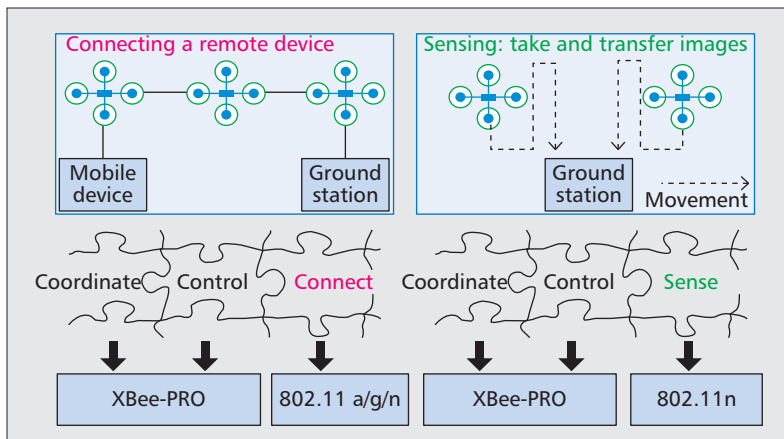 Connecting a remote device
Mobile
device
Ground
station
Sensing: take and transfer images
Ground
station
Movement
Coordinate
Control
Connect
Coordinate
Control
Sense
XBee-PRO
802.11 a/g/n
XBee-PRO
802.11n